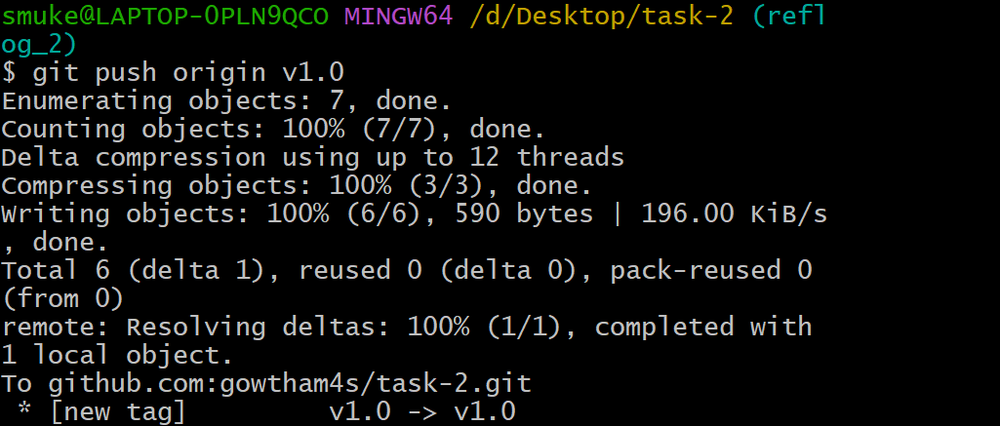 smuke@LAPTOP-0PLN9QCO MINGW64 /d/Desktop/task-2 (refl
og_2)
$ git push origin v1.0
Enumerating objects: 7, done.
Counting objects: 100% (7/7), done.
Delta compression using up to 12 threads
Compressing objects: 100% (3/3), done.
Writing objects: 100% (6/6), 590 bytes | 196.00 KiB/s
, done.
Total 6 (delta 1), reused 0 (delta 0), pack-reused 0
(from 0)
remote: Resolving deltas: 100% (1/1), completed with
1 local object.
To github.com:gowtham4s/task-2.git
 * [new tag]         v1.0 -> v1.0